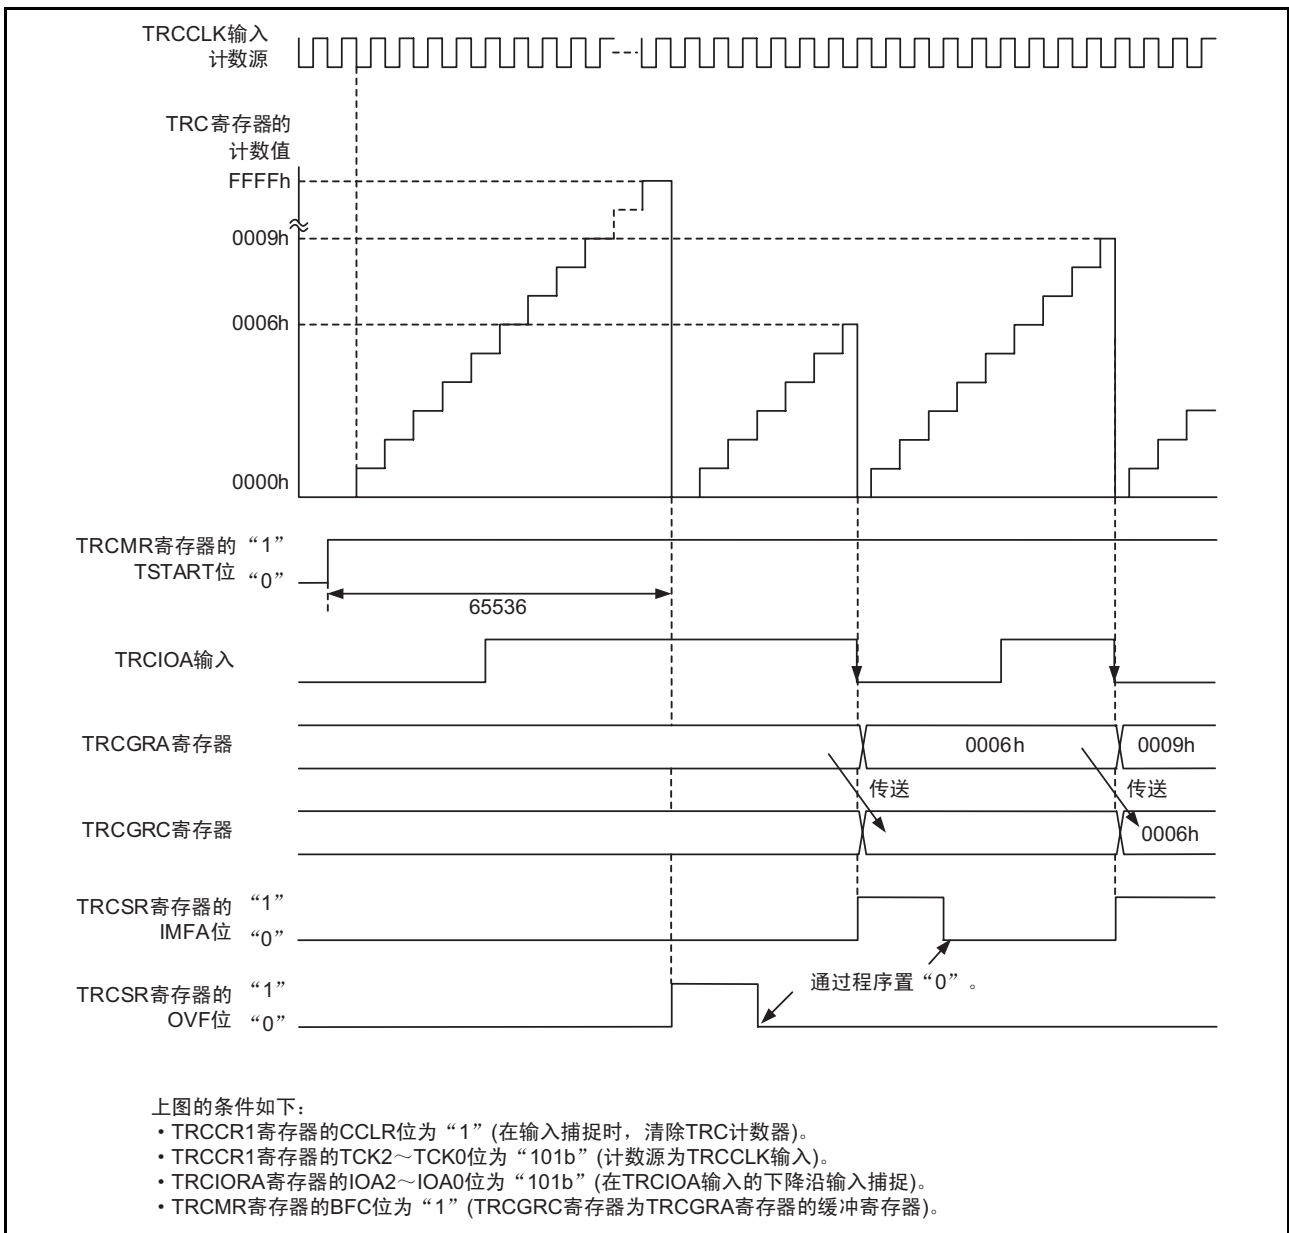 TRCCLK输入
计数源
TRC寄存器的
计数值
FFFFh
0009h
0006h
0000h
TRCMR寄存器的 “1”
TSTART位 “0”
65536
TRCIOA输入
TRCGRA寄存器
0006h
0009h
传送
传送
TRCGRC寄存器
0006h
TRCSR寄存器的 “1”
IMFA位 “0”
通过程序置“0”。
TRCSR寄存器的 “1”
OVF位 “0”
上图的条件如下：
・TRCCR1寄存器的CCLR位为“1”(在输入捕捉时，清除TRC计数器)。
・TRCCR1寄存器的TCK2～TCK0位为“101b”(计数源为TRCCLK输入)。
・TRCIORA寄存器的IOA2～IOA0位为“101b”(在TRCIOA输入的下降沿输入捕捉)。
・TRCMR寄存器的BFC位为“1”(TRCGRC寄存器为TRCGRA寄存器的缓冲寄存器)。